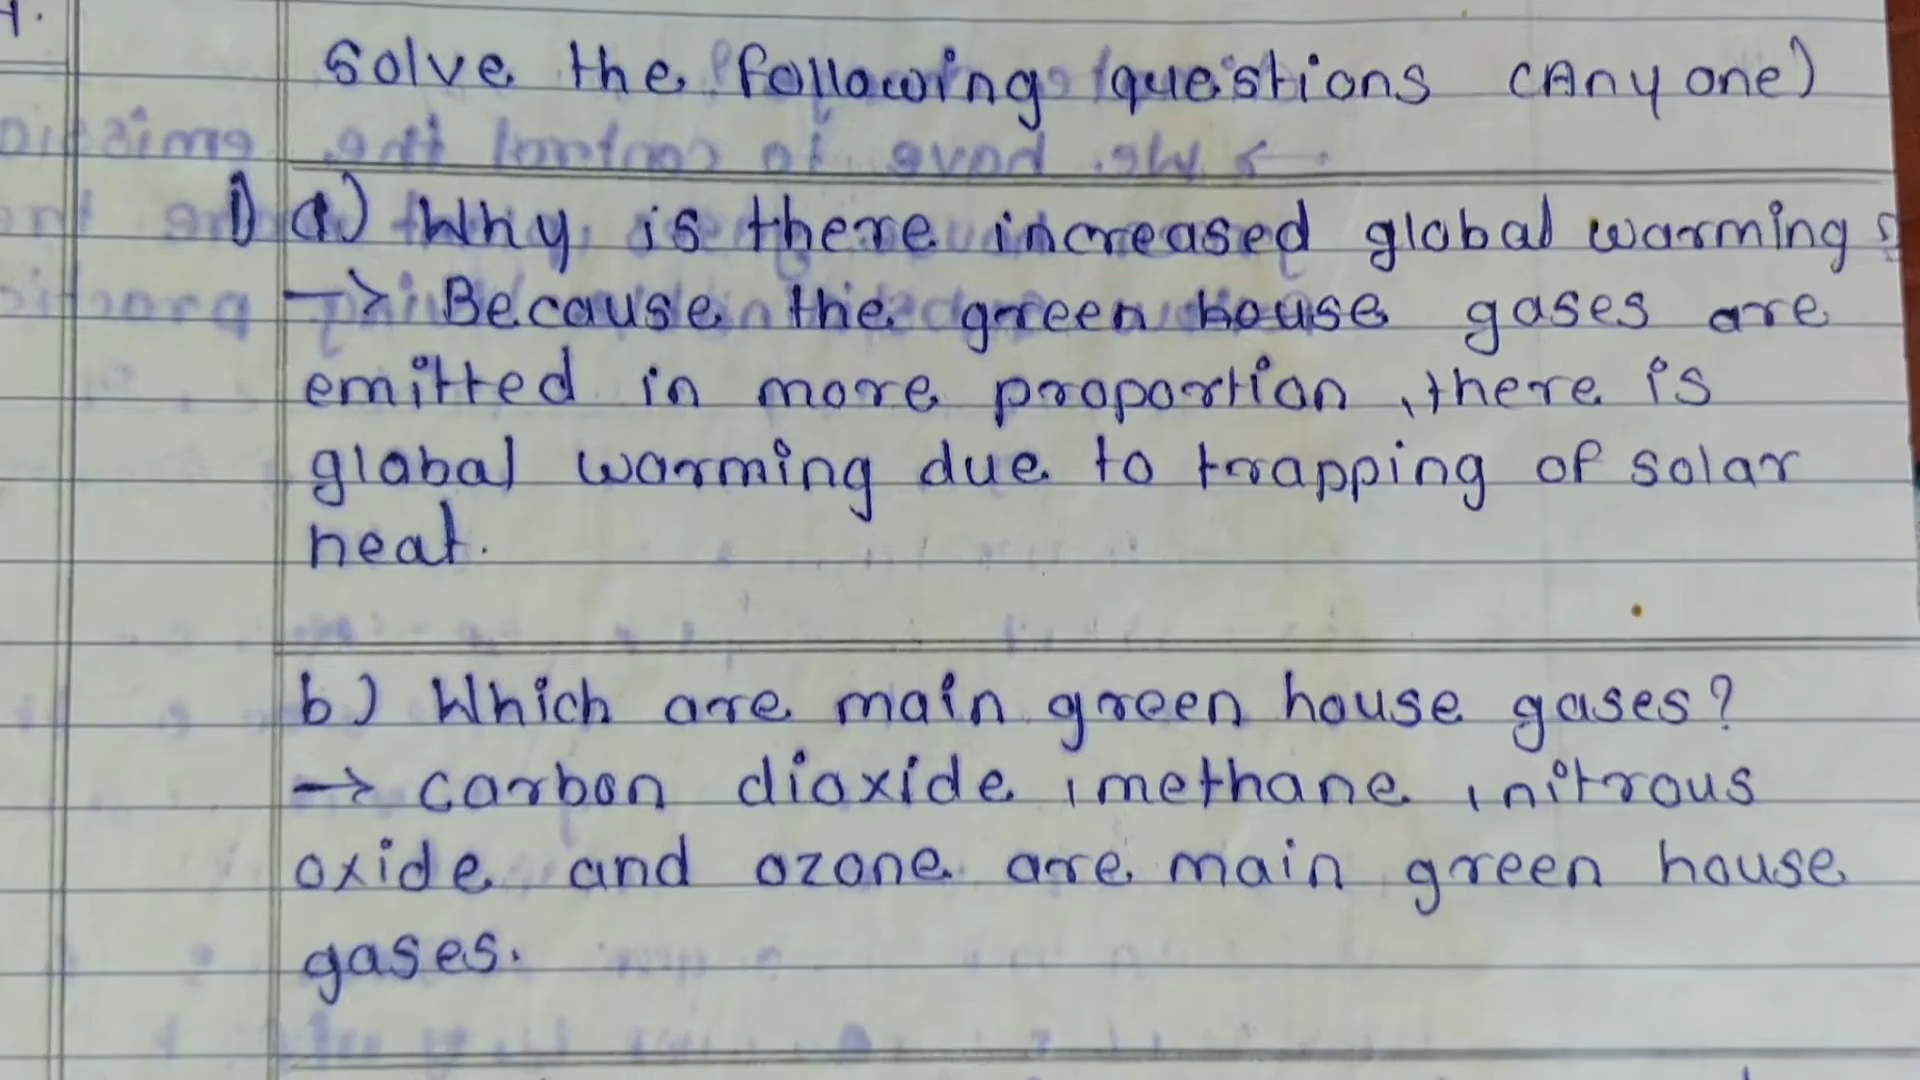 Solve the following questions (Any one)
1) a) Why is there increased global warming?
→ Because the green house gases are
emitted in more proportion, there is
global warming due to trapping of solar
heat.
b) Which are main green house gases?
→ carbon dioxide, methane, nitrous
oxide and ozone are main green house
gases.